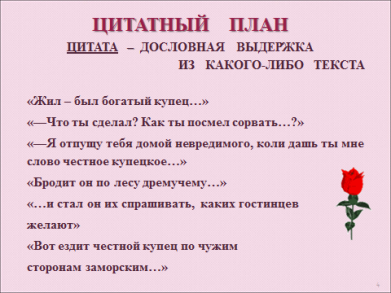 ЦИТАТНЫЙ ПЛАН
ЦИТАТА – ДОСЛОВНАЯ ВЫДЕРЖКА
ИЗ КАКОГО-ЛИБО ТЕКСТА
«Жил – был богатый купец…»
«—Что ты сделал? Как ты посмел сорвать…?»
«—Я отпущу тебя домой невредимого, коли дашь ты мне
слово честное купецкое…»
«Бродит он по лесу дремучему…»
«…и стал он их спрашивать, каких гостинцев
желают»
«Вот ездит честной купец по чужим
сторонам заморским…»